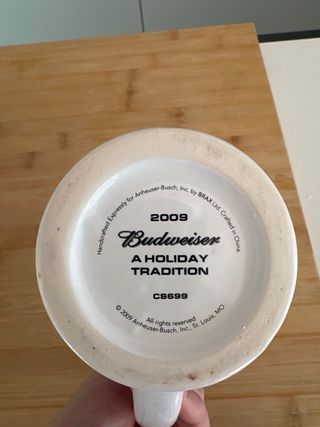 Handcrafted Expressly for Anheuser-Busch, Inc. by BRAX Ltd. Crafted in China
2009
Budweiser
A HOLIDAY
TRADITION
CS699
All rights reserved
© 2009 Anheuser-Busch, Inc., St. Louis, MO